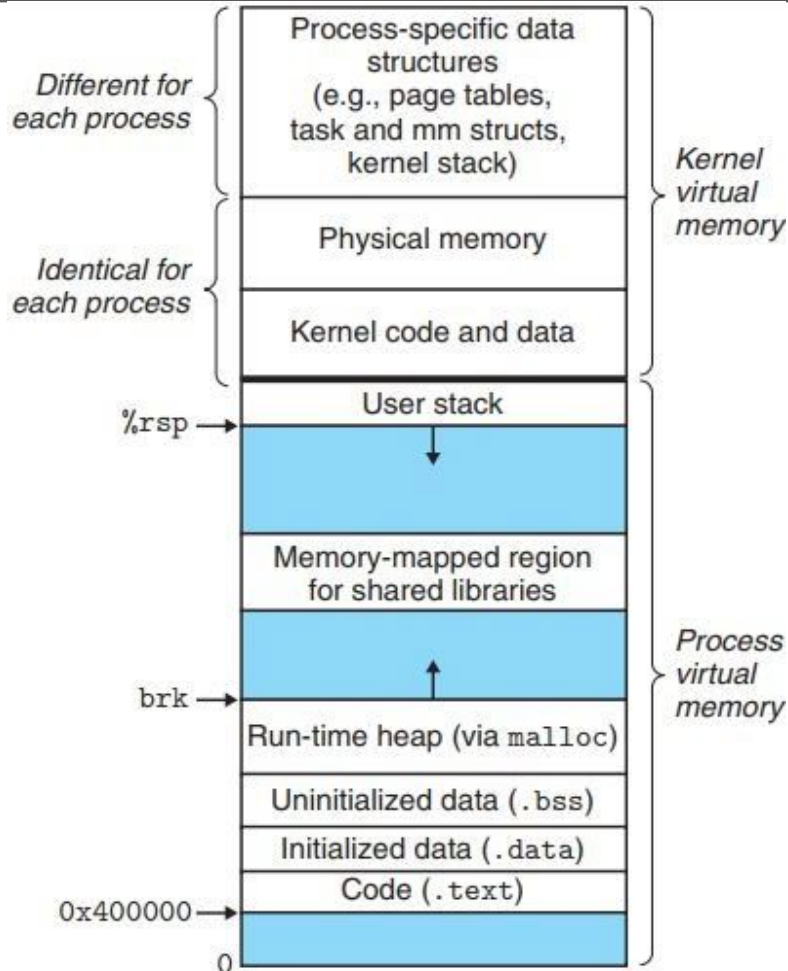 Process-specific data
structures
(e.g., page tables,
task and mm structs,
kernel stack)
Different for
each process
Kernel
virtual
memory
Physical memory
Identical for
each process
Kernel code and data
User stack
%rsp
Memory-mapped region
for shared libraries
Process
virtual
memory
brk
Run-time heap (via malloc)
Uninitialized data (.bss)
Initialized data (.data)
Code (.text)
0x400000
0